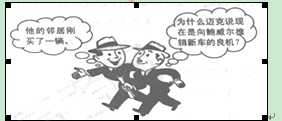 他的邻居刚
买了一辆。
为什么迈克说现
在是向鲍威尔推
销新车的良机?